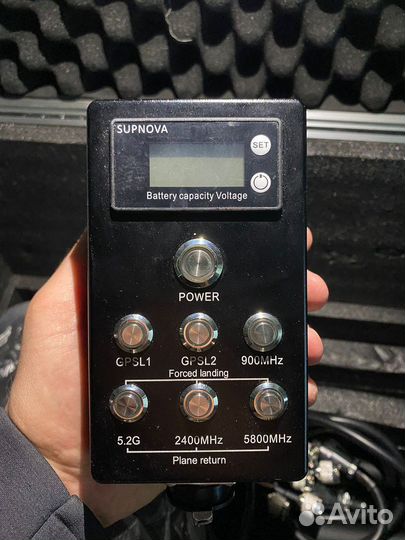 SUPNOVA
SET
Battery capacity Voltage
POWER
GPSL1 GPSL2 900MHz
Forced landing
5.2G 2400MHz 5800MHz
Plane return
Avito